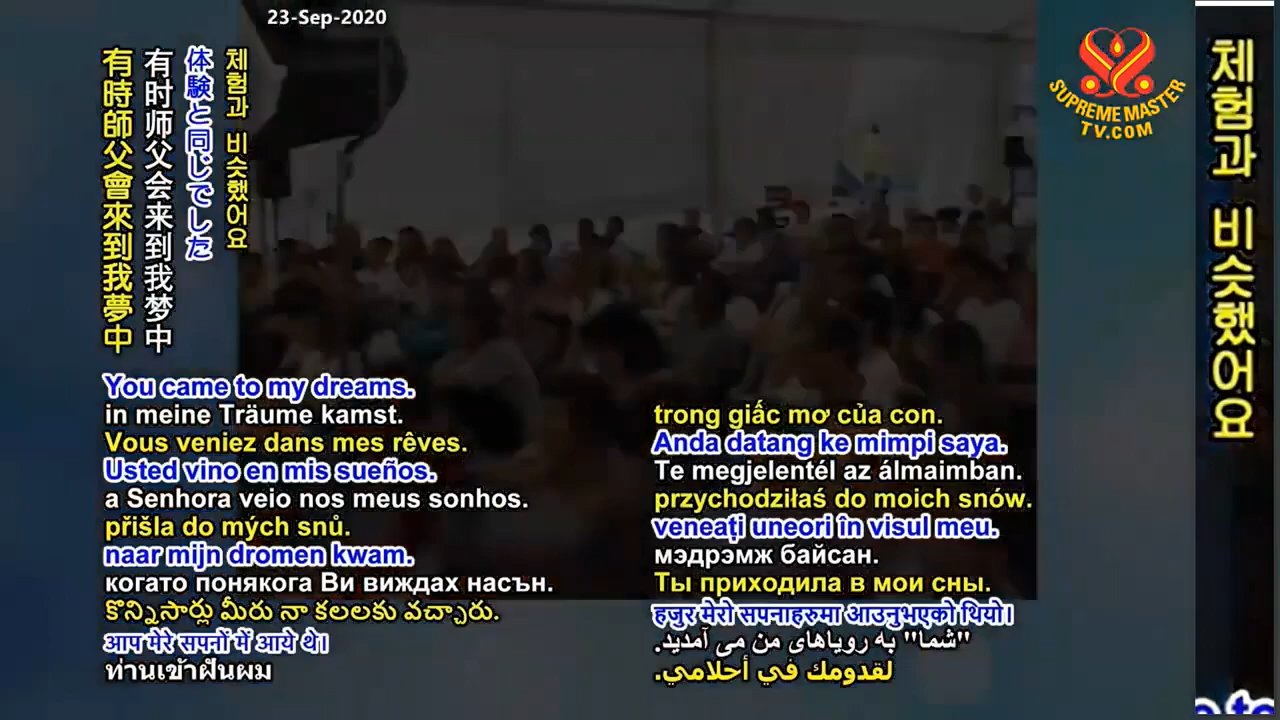 23-Sep-2020
SUPREME MASTER
TV.COM
有時師父會來到我夢中
有时师父会来到我梦中
体験と同じでした
체험과 비슷했어요
You came to my dreams.
in meine Träume kamst.
Vous veniez dans mes rêves.
Usted vino en mis sueños.
a Senhora veio nos meus sonhos.
přišla do mých snů.
naar mijn dromen kwam.
когато понякога Ви виждах насън.
కొన్నిసార్లు మీరు నా కలలకు వచ్చారు.
आप मेरे सपनों में आये थे।
ท่านเข้าฝันผม
trong giấc mơ của con.
Anda datang ke mimpi saya.
Te megjelentél az álmaimban.
przychodziłaś do moich snów.
veneați uneori în visul meu.
мэдрэмж байсан.
Ты приходила в мои сны.
हजुर मेरो सपनाहरुमा आउनुभएको थियो।
"شما" به رویاهای من می آمدید.
لقدومك في أحلامي.
체험과 비슷했어요